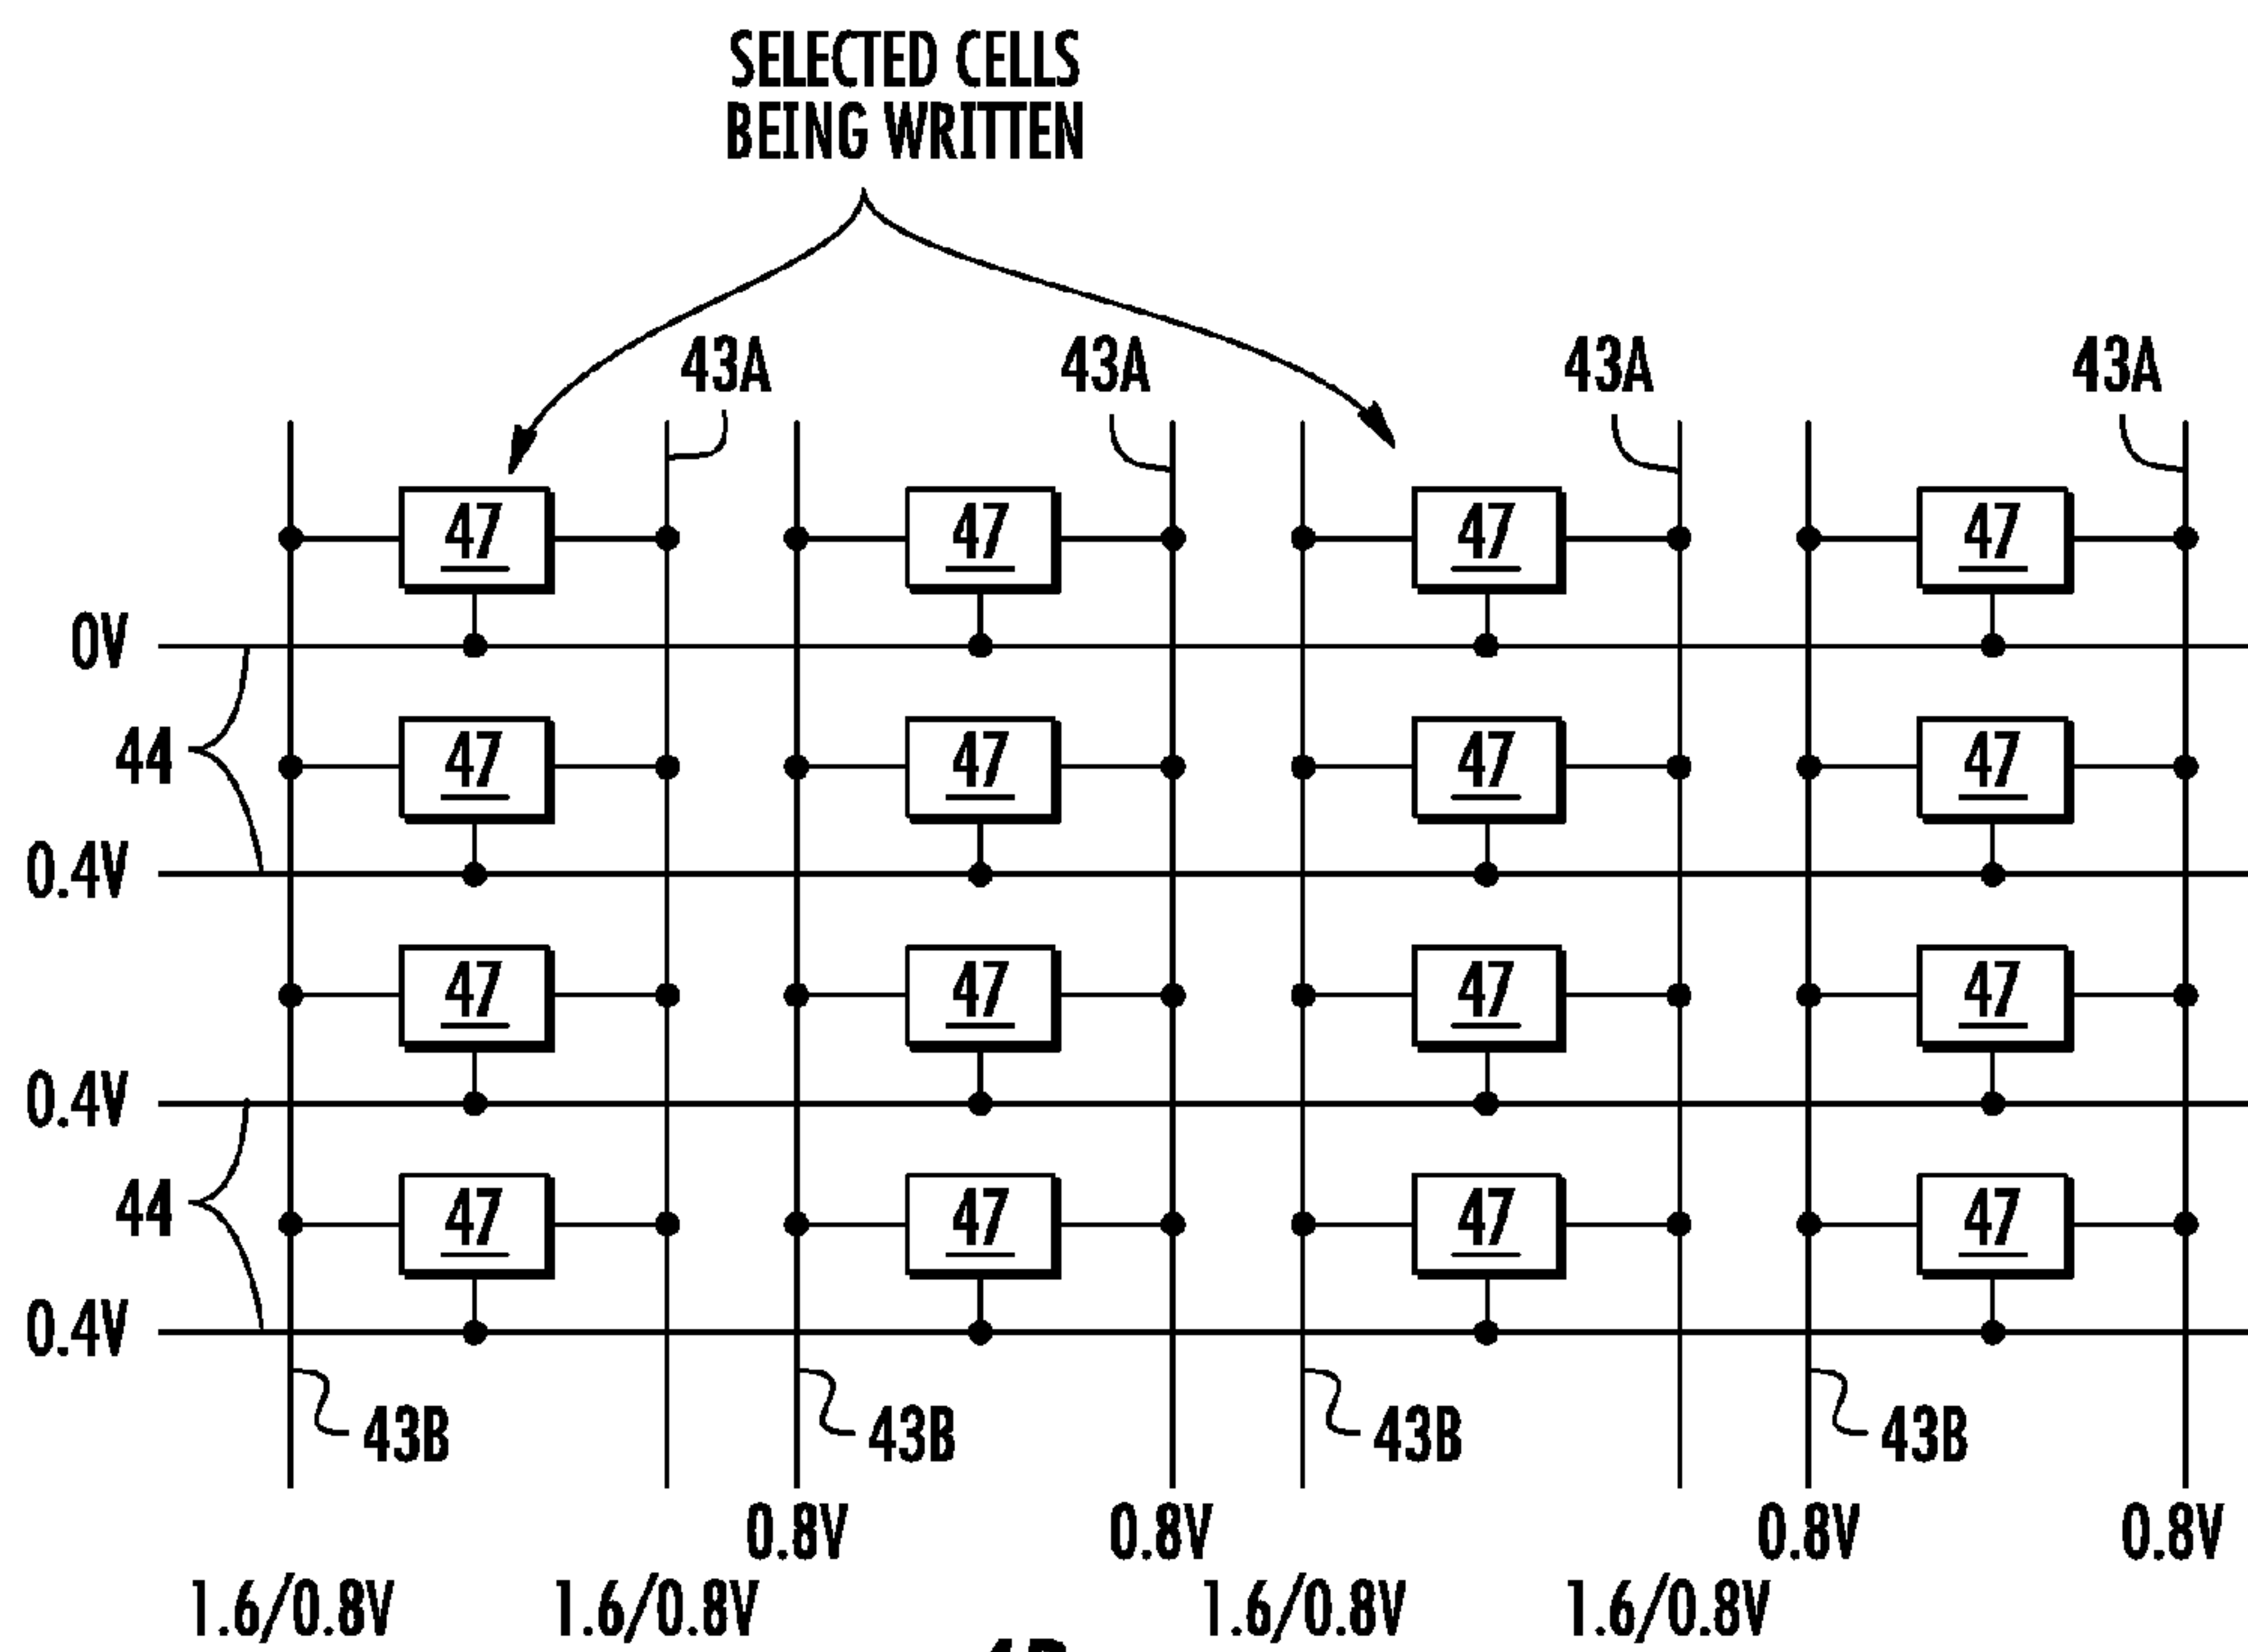 SELECTED CELLS
BEING WRITTEN
43A 43A 43A 43A
47 47 47 47
0V
47 47 47 47
44
0.4V
47 47 47 47
0.4V
47 47 47 47
44
0.4V
43B 43B 43B 43B
0.8V 0.8V 0.8V 0.8V
1.6/0.8V 1.6/0.8V 1.6/0.8V 1.6/0.8V